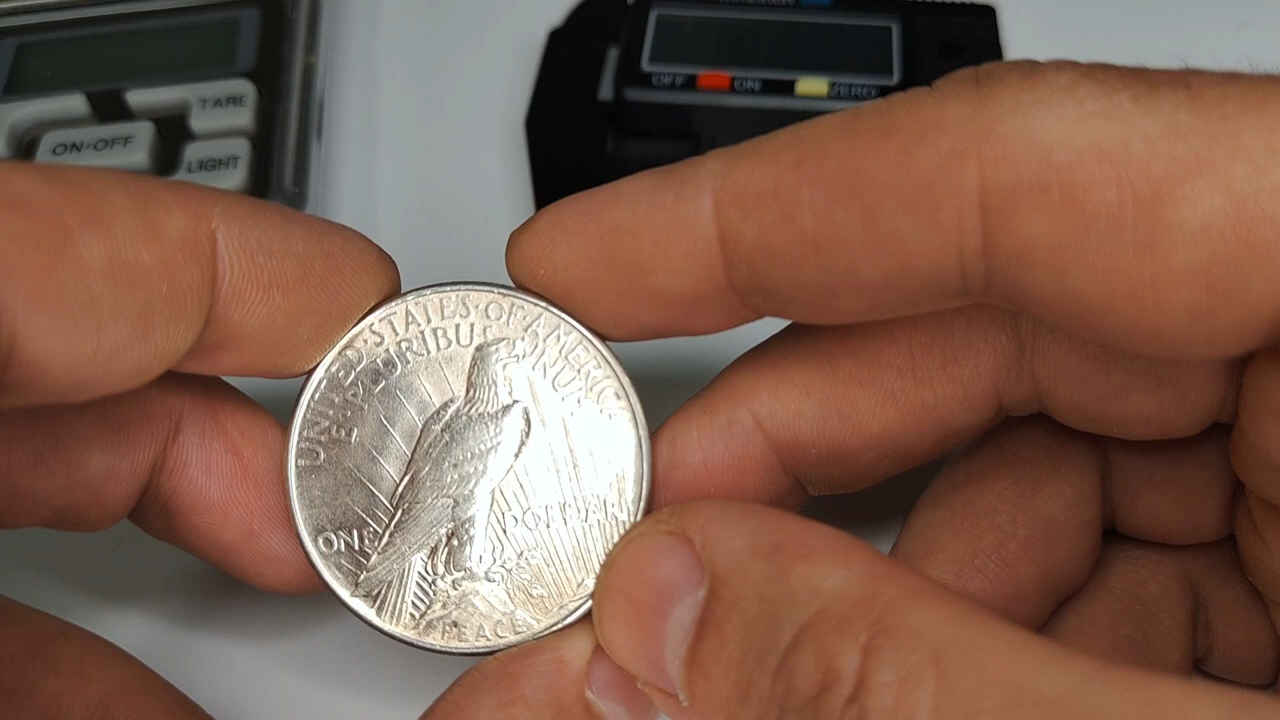 TARE
ON/OFF
LIGHT
OFF
ON
ZERO
UNITED·STATES·OF·AMERICA
E·PLURIBUS
UNUM
ONE
DOLLAR
PEACE